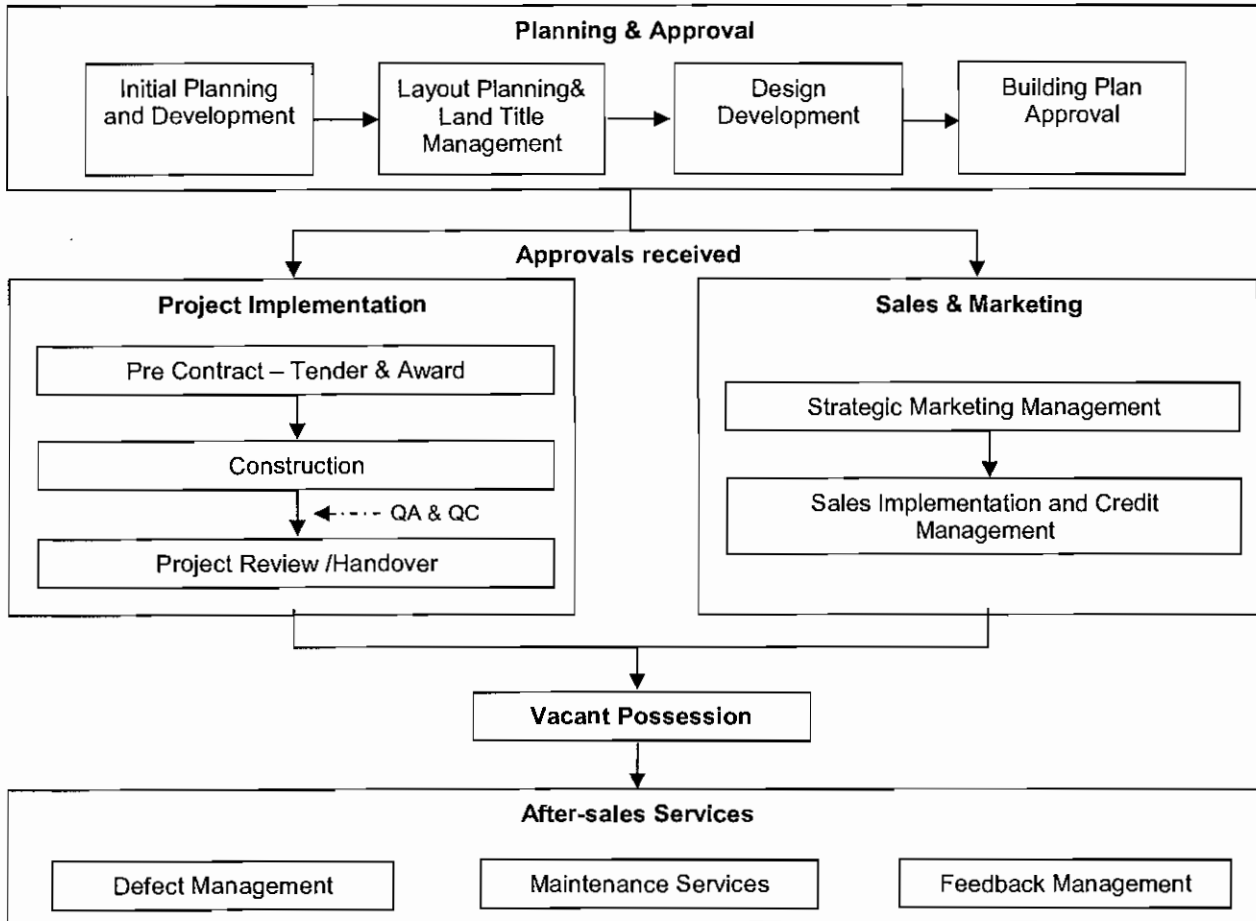 Planning & Approval
Initial Planning
and Development
Layout Planning&
Land Title
Management
Design
Development
Building Plan
Approval
Approvals received
Project Implementation
Pre Contract – Tender & Award
Construction
QA & QC
Project Review /Handover
Sales & Marketing
Strategic Marketing Management
Sales Implementation and Credit
Management
Vacant Possession
After-sales Services
Defect Management
Maintenance Services
Feedback Management